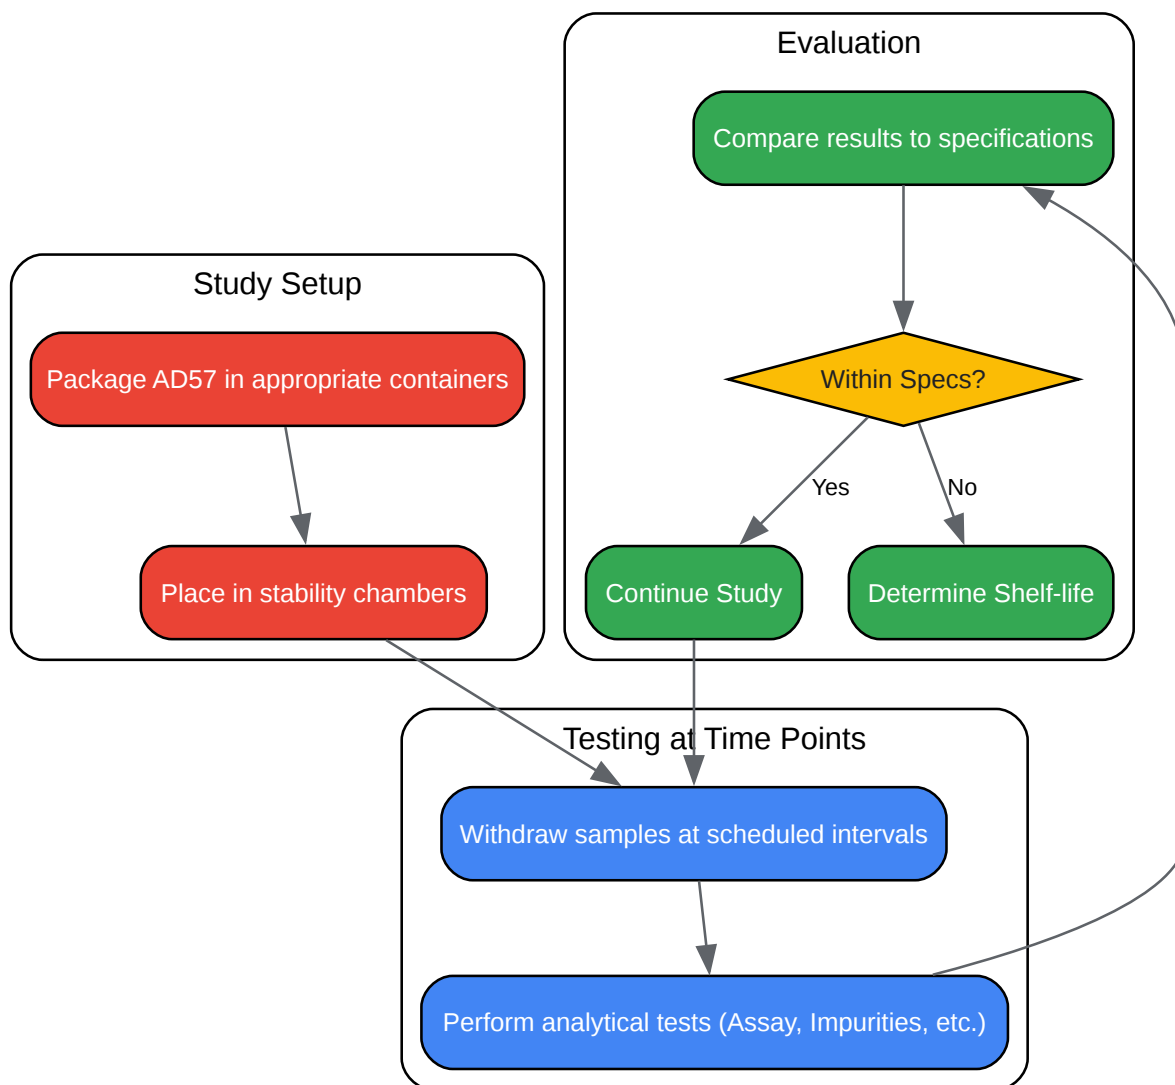 Study Setup
Package AD57 in appropriate containers
Place in stability chambers
Testing at Time Points
Withdraw samples at scheduled intervals
Perform analytical tests (Assay, Impurities, etc.)
Evaluation
Compare results to specifications
Within Specs?
Yes
No
Continue Study
Determine Shelf-life